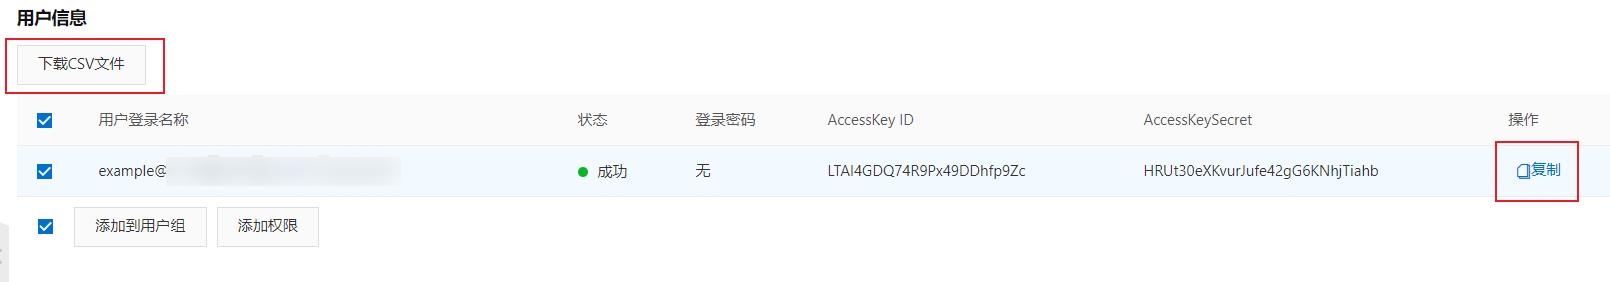 用户信息
下载CSV文件
用户登录名称 状态 登录密码 AccessKey ID AccessKeySecret 操作
example@ 成功 无 LTAI4GDQ74R9Px49DDhfp9Zc HRUt30eXKvurJufe42gG6KNhjTiahb 复制
添加到用户组 添加权限